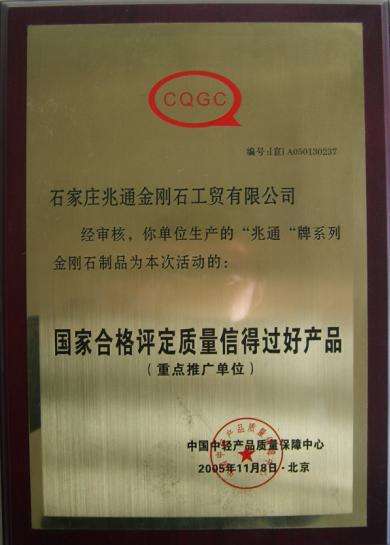 CQGC
编号:[宣] A050130237
石家庄兆通金刚石工贸有限公司
经审核，你单位生产的“兆通“牌系列
金刚石制品为本次活动的:
国家合格评定质量信得过好产品
(重点推广单位)
中国中轻产品质量保障中心
2005年11月8日·北京